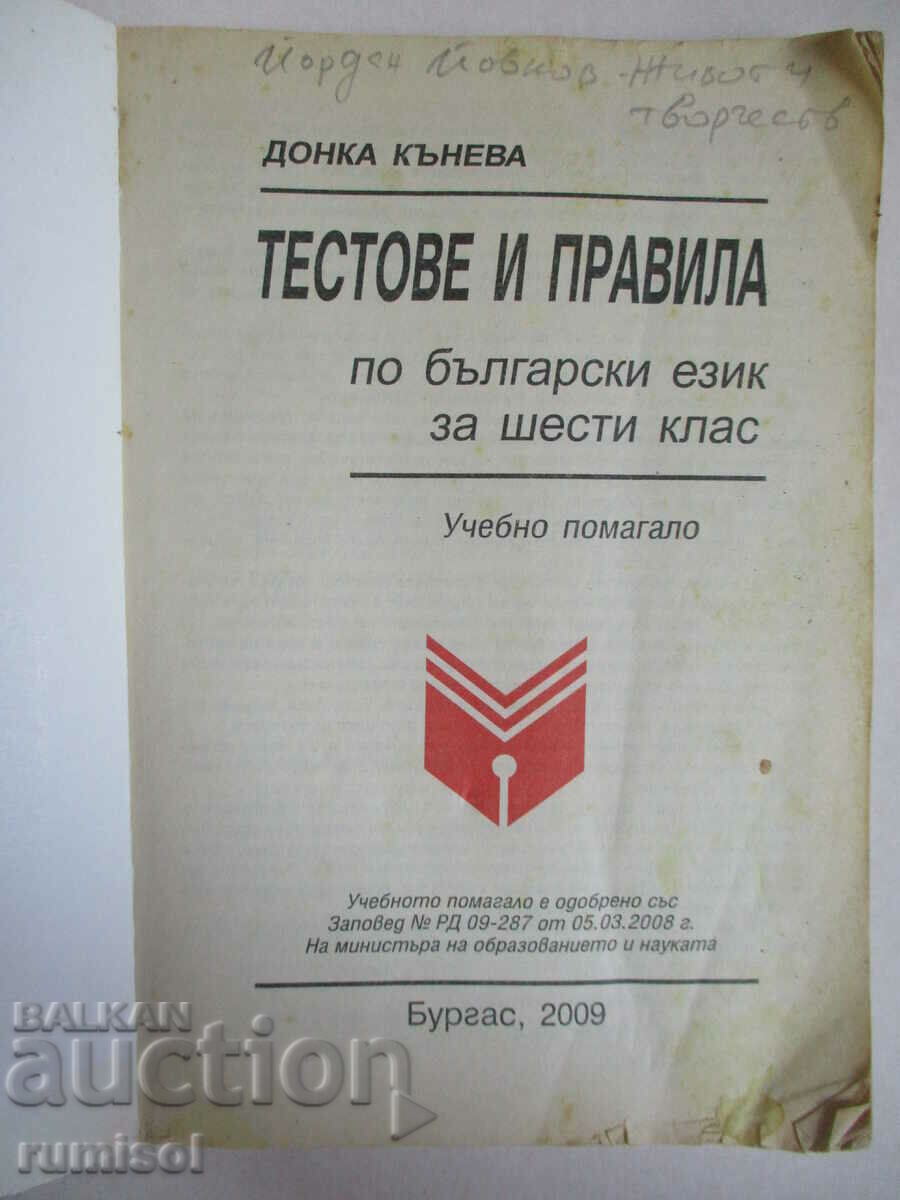 Йордан Йовков - Живот и
творчеств
ДОНКА КЪНЕВА
ТЕСТОВЕ И ПРАВИЛА
по български език
за шести клас
Учебно помагало
Учебното помагало е одобрено със
Заповед № РД 09-287 от 05.03.2008 г.
На министъра на образованието и науката
Бургас, 2009
BALKAN
auction
rumisol